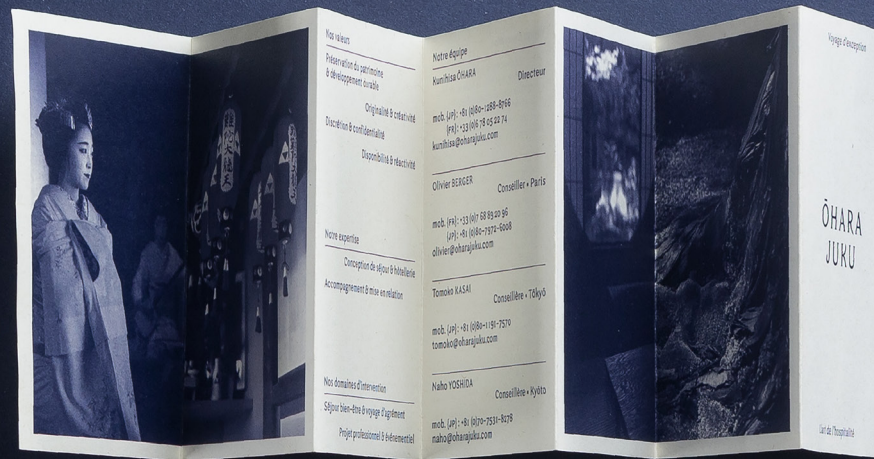 Nos valeurs
Préservation du patrimoine
& développement durable
Originalité & créativité
Discrétion & confidentialité
Disponibilité & réactivité
Notre expertise
Conception de séjour & hôtellerie
Accompagnement & mise en relation
Nos domaines d'intervention
Séjour bien-être & voyage d'agrément
Projet professionnel & événementiel
Notre équipe
Kunihisa ŌHARA Directeur
mob. (JP) : +81 (0)80-1288-8766
(FR) : +33 (0)6 78 05 22 74
kunihisa@oharajuku.com
Olivier BERGER Conseiller • Paris
mob. (FR) : +33 (0)7 68 89 20 96
(JP) : +81 (0)80-7972-6008
olivier@oharajuku.com
Tomoko KASAI
Conseillère • Tōkyō
mob. (JP) : +81 (0)80-1191-7570
tomoko@oharajuku.com
Naho YOSHIDA
Conseillère • Kyōto
mob. (JP) : +81 (0)70-7531-8278
naho@oharajuku.com
Voyage d'exception
ŌHARA
JUKU
L'art de l'hospitalité